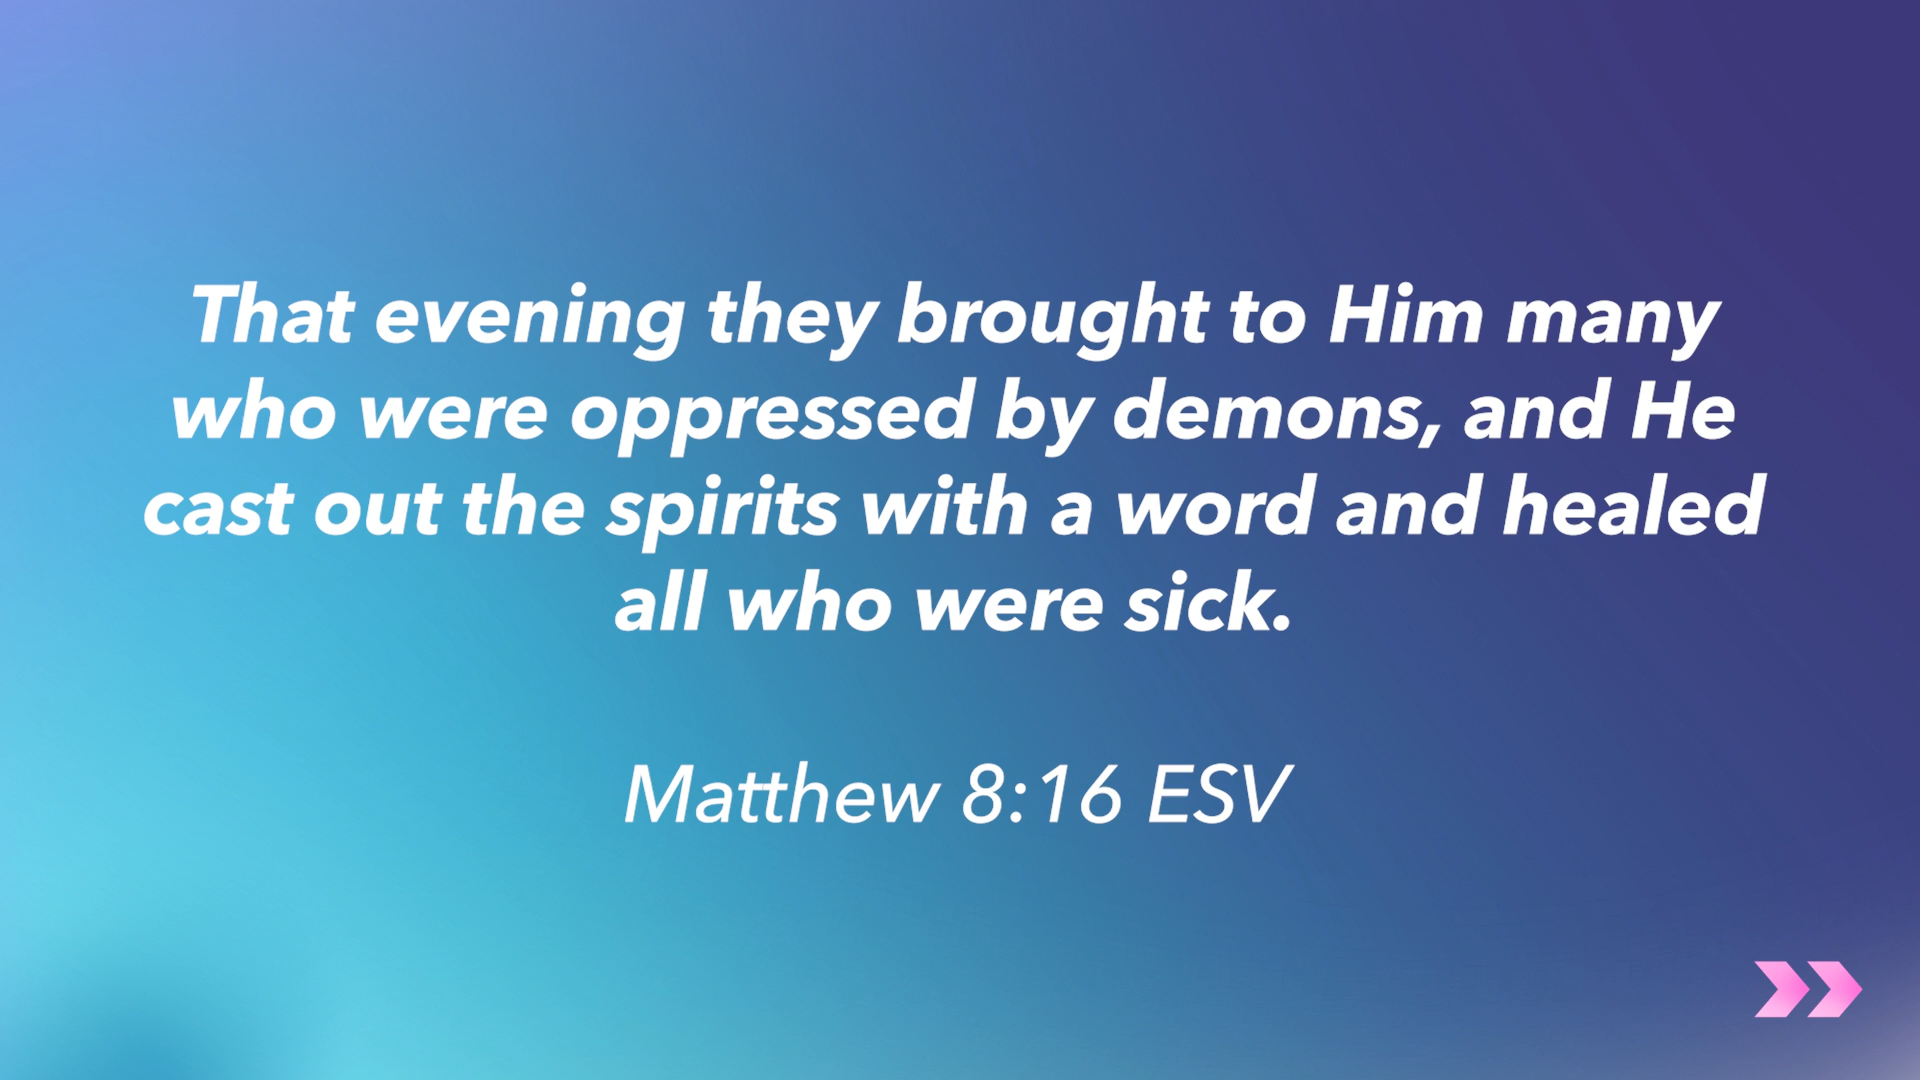 That evening they brought to Him many
who were oppressed by demons, and He
cast out the spirits with a word and healed
all who were sick.
Matthew 8:16 ESV